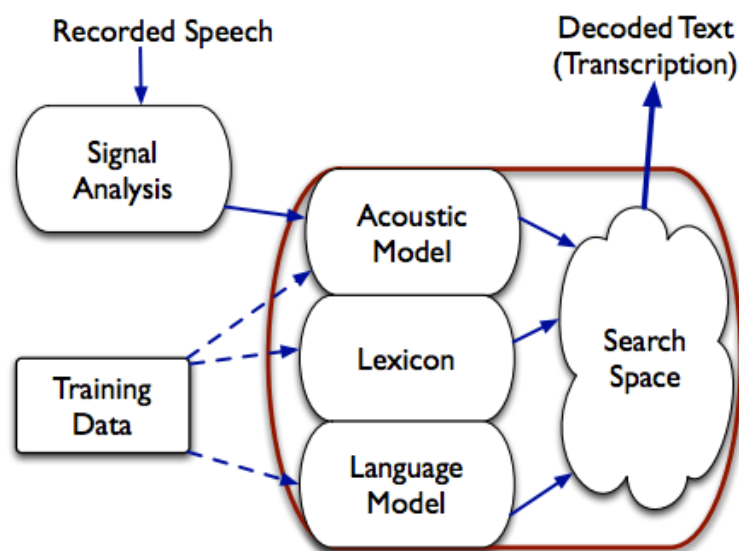 Recorded Speech
Decoded Text
(Transcription)
Signal
Analysis
Acoustic
Model
Lexicon
Search
Space
Training
Data
Language
Model